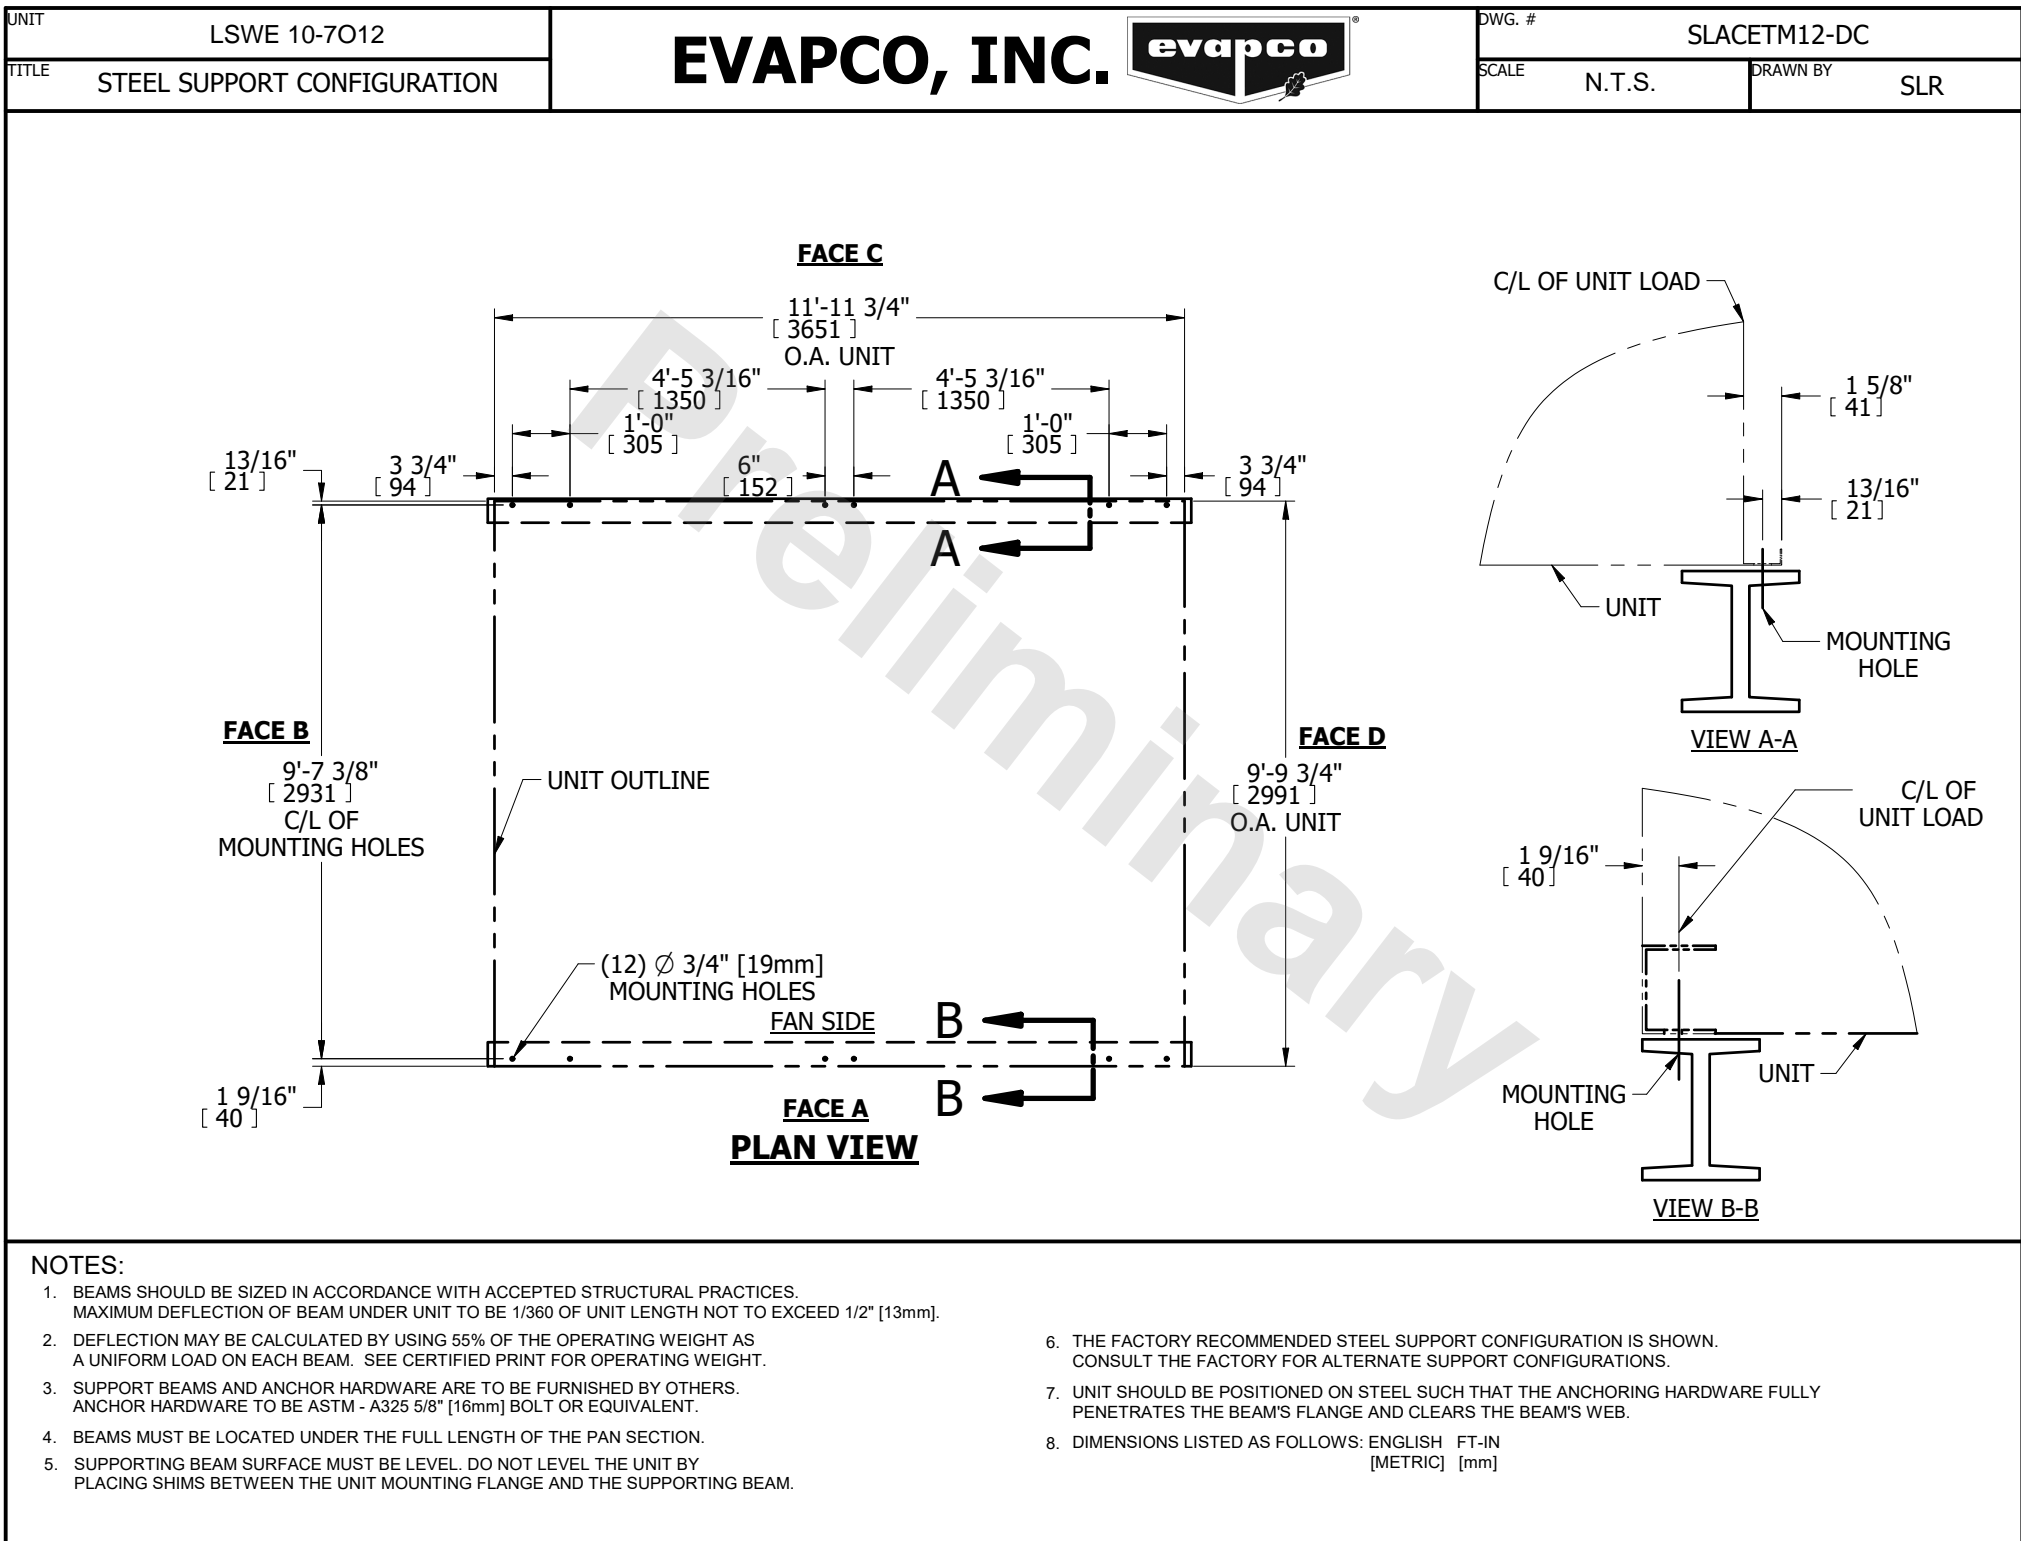 UNIT
LSWE 10-7O12
TITLE
STEEL SUPPORT CONFIGURATION
EVAPCO, INC.
evapco
®
DWG. #
SLACETM12-DC
SCALE
N.T.S.
DRAWN BY
SLR
FACE C
11'-11 3/4"
[ 3651 ]
O.A. UNIT
4'-5 3/16"
[ 1350 ]
4'-5 3/16"
[ 1350 ]
1'-0"
[ 305 ]
1'-0"
[ 305 ]
13/16"
[ 21 ]
3 3/4"
[ 94 ]
6"
[ 152 ]
A
3 3/4"
[ 94 ]
A
FACE B
9'-7 3/8"
[ 2931 ]
C/L OF
MOUNTING HOLES
UNIT OUTLINE
FACE D
9'-9 3/4"
[ 2991 ]
O.A. UNIT
(12) Ø 3/4" [19mm]
MOUNTING HOLES
FAN SIDE
B
B
1 9/16"
[ 40 ]
FACE A
PLAN VIEW
Preliminary
C/L OF UNIT LOAD
1 5/8"
[ 41 ]
13/16"
[ 21 ]
UNIT
MOUNTING
HOLE
VIEW A-A
C/L OF
UNIT LOAD
1 9/16"
[ 40 ]
UNIT
MOUNTING
HOLE
VIEW B-B
NOTES:
1. BEAMS SHOULD BE SIZED IN ACCORDANCE WITH ACCEPTED STRUCTURAL PRACTICES.
MAXIMUM DEFLECTION OF BEAM UNDER UNIT TO BE 1/360 OF UNIT LENGTH NOT TO EXCEED 1/2" [13mm].
2. DEFLECTION MAY BE CALCULATED BY USING 55% OF THE OPERATING WEIGHT AS
A UNIFORM LOAD ON EACH BEAM. SEE CERTIFIED PRINT FOR OPERATING WEIGHT.
3. SUPPORT BEAMS AND ANCHOR HARDWARE ARE TO BE FURNISHED BY OTHERS.
ANCHOR HARDWARE TO BE ASTM - A325 5/8" [16mm] BOLT OR EQUIVALENT.
4. BEAMS MUST BE LOCATED UNDER THE FULL LENGTH OF THE PAN SECTION.
5. SUPPORTING BEAM SURFACE MUST BE LEVEL. DO NOT LEVEL THE UNIT BY
PLACING SHIMS BETWEEN THE UNIT MOUNTING FLANGE AND THE SUPPORTING BEAM.
6. THE FACTORY RECOMMENDED STEEL SUPPORT CONFIGURATION IS SHOWN.
CONSULT THE FACTORY FOR ALTERNATE SUPPORT CONFIGURATIONS.
7. UNIT SHOULD BE POSITIONED ON STEEL SUCH THAT THE ANCHORING HARDWARE FULLY
PENETRATES THE BEAM'S FLANGE AND CLEARS THE BEAM'S WEB.
8. DIMENSIONS LISTED AS FOLLOWS: ENGLISH FT-IN
[METRIC] [mm]